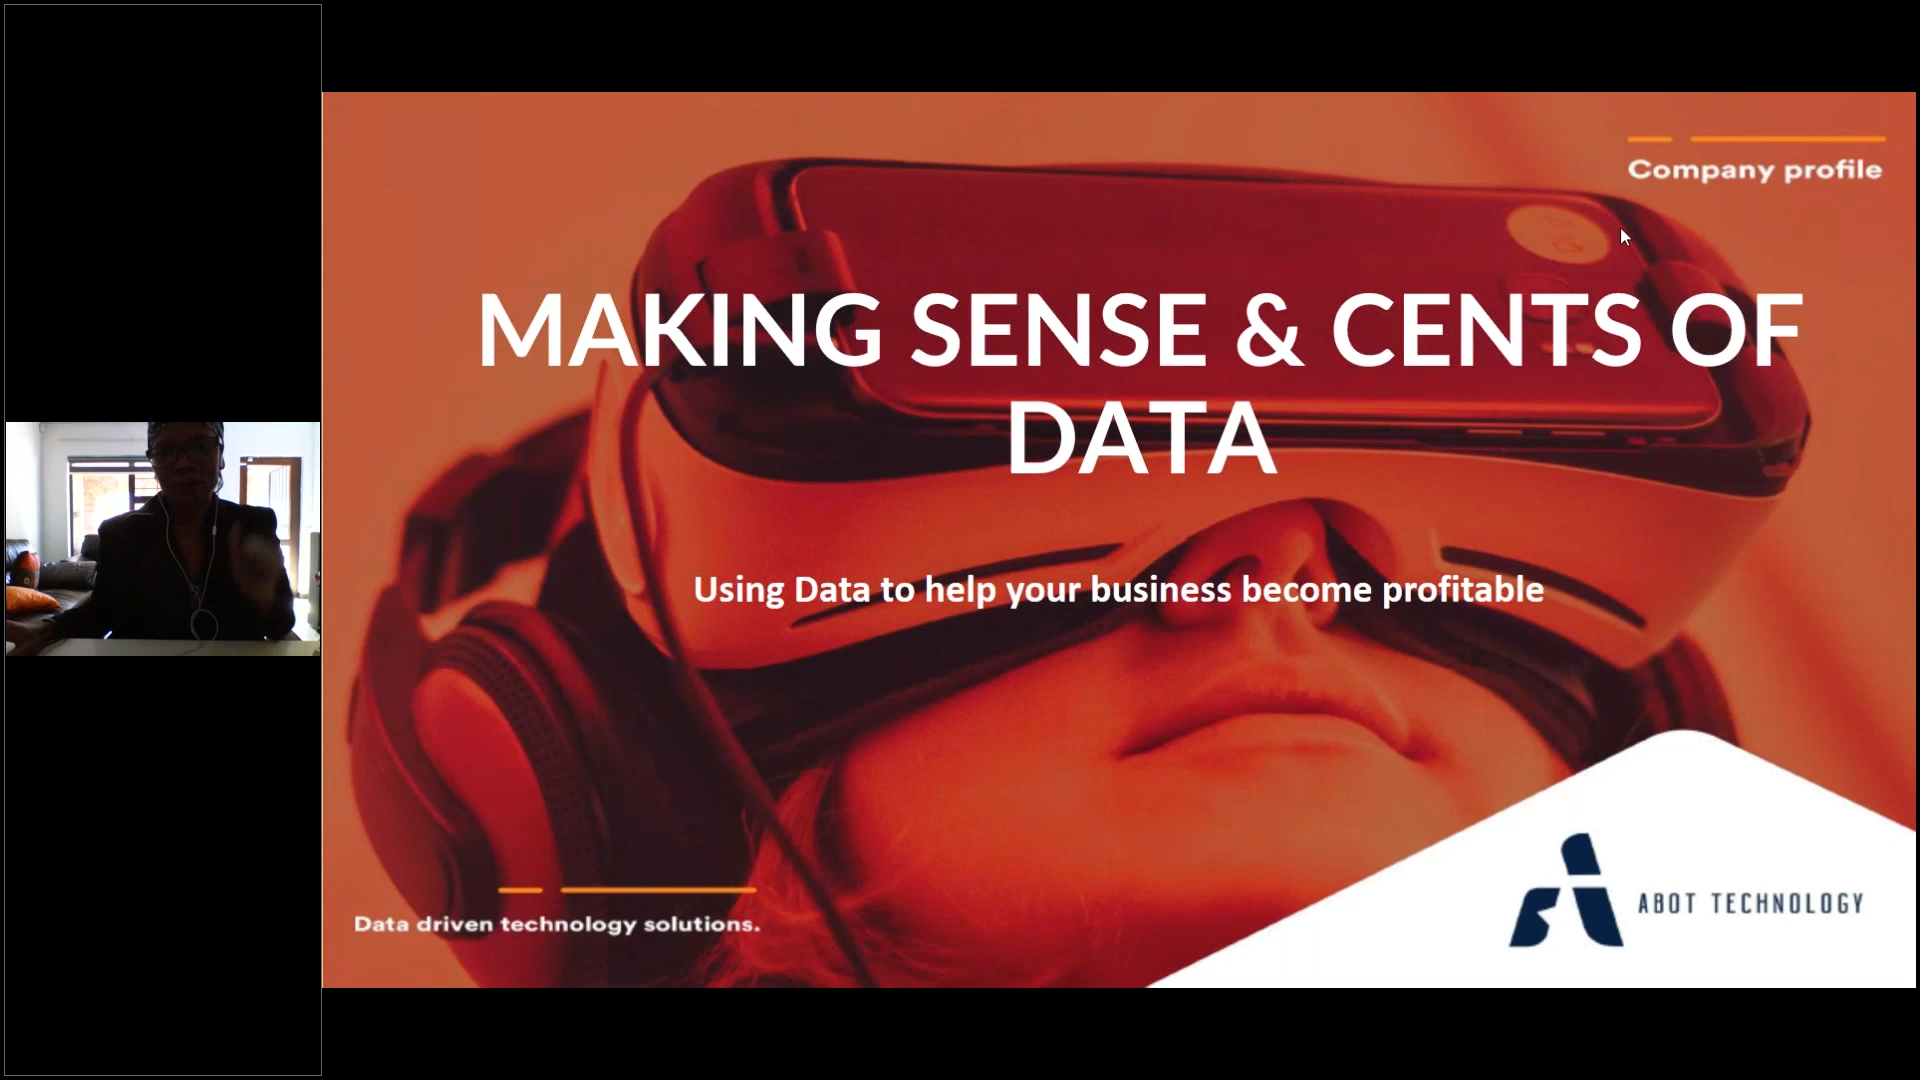 Company profile
MAKING SENSE & CENTS OF
DATA
Using Data to help your business become profitable
Data driven technology solutions.
ABOT TECHNOLOGY